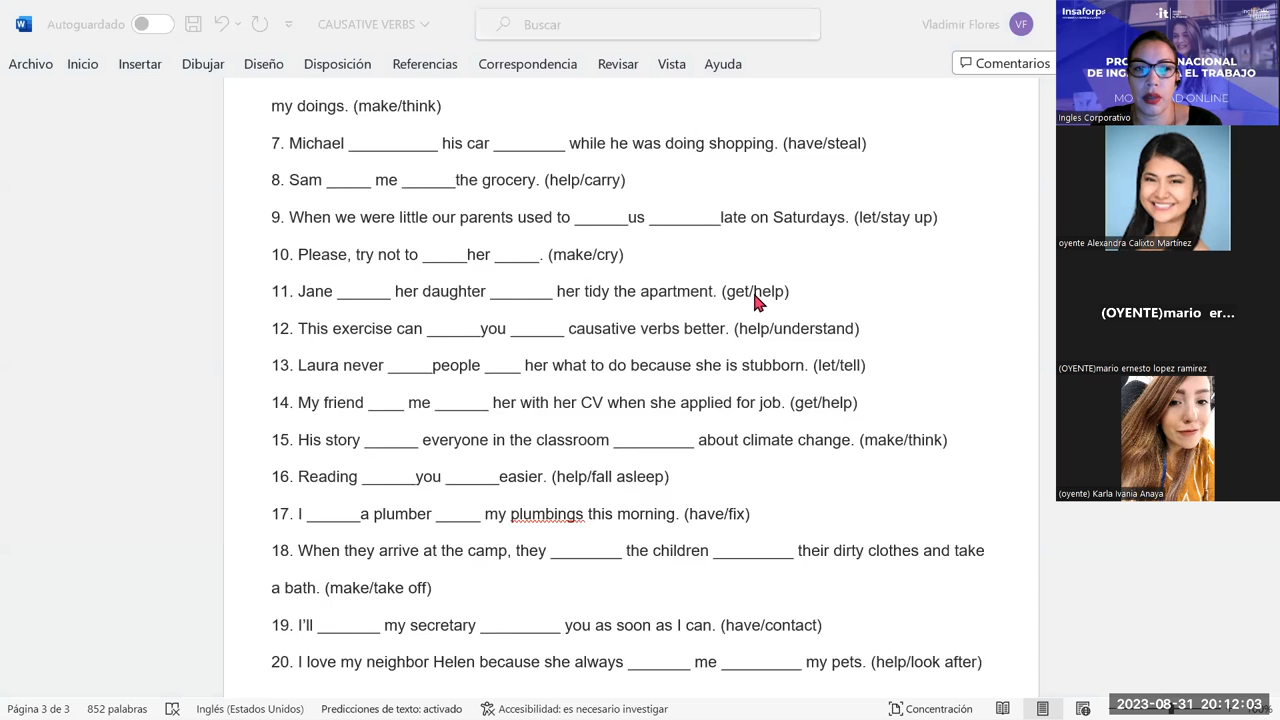 Autoguardado
CAUSATIVE VERBS
Buscar
Vladimir Flores
VF
Archivo Inicio Insertar Dibujar Diseño Disposición Referencias Correspondencia Revisar Vista Ayuda
Comentarios
my doings. (make/think)
7. Michael __________ his car ________ while he was doing shopping. (have/steal)
8. Sam _____ me ______the grocery. (help/carry)
9. When we were little our parents used to ______us ________late on Saturdays. (let/stay up)
10. Please, try not to _____her _____. (make/cry)
11. Jane ______ her daughter _______ her tidy the apartment. (get/help)
12. This exercise can ______you ______ causative verbs better. (help/understand)
13. Laura never _____people ____ her what to do because she is stubborn. (let/tell)
14. My friend ____ me ______ her with her CV when she applied for job. (get/help)
15. His story ______ everyone in the classroom _________ about climate change. (make/think)
16. Reading ______you ______easier. (help/fall asleep)
17. I ______a plumber _____ my plumbings this morning. (have/fix)
18. When they arrive at the camp, they ________ the children _________ their dirty clothes and take
a bath. (make/take off)
19. I’ll _______ my secretary _________ you as soon as I can. (have/contact)
20. I love my neighbor Helen because she always _______ me _________ my pets. (help/look after)
Página 3 de 3
852 palabras
Inglés (Estados Unidos)
Predicciones de texto: activado
Accesibilidad: es necesario investigar
Concentración
Insaforp
Ingles Corporativo
oyente Alexandra Calixto Martínez
(OYENTE)mario er...
(OYENTE)mario ernesto lopez ramirez
(oyente) Karla Ivania Anaya
2023-08-31 20:12:03